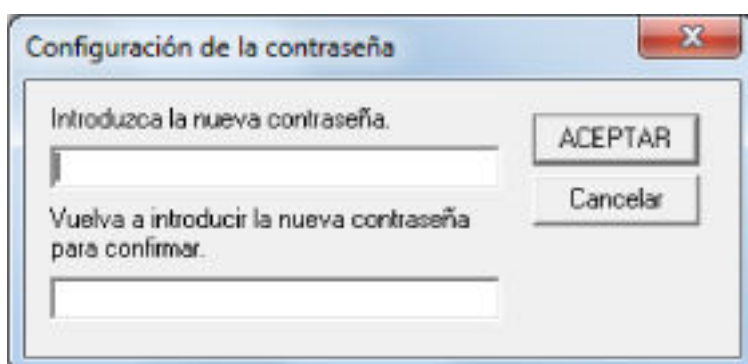 Configuración de la contraseña
Introduzca la nueva contraseña.
ACEPTAR
Cancelar
Vuelva a introducir la nueva contraseña
para confirmar.